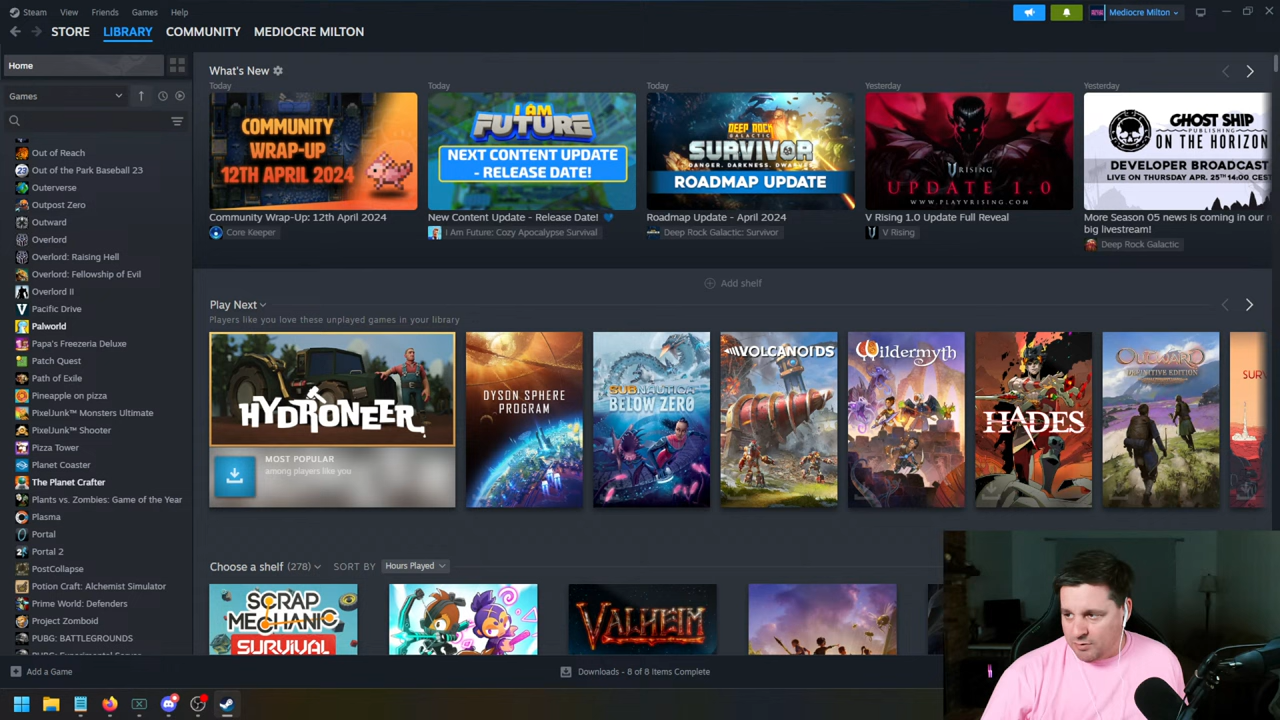 Steam View Friends Games Help
Mediocre Milton
STORE LIBRARY COMMUNITY MEDIOCRE MILTON
Home
Games
Out of Reach
Out of the Park Baseball 23
Outerverse
Outpost Zero
Outward
Overlord
Overlord: Raising Hell
Overlord: Fellowship of Evil
Overlord II
Pacific Drive
Palworld
Papa's Freezeria Deluxe
Patch Quest
Path of Exile
Pineapple on pizza
PixelJunk™ Monsters Ultimate
PixelJunk™ Shooter
Pizza Tower
Planet Coaster
The Planet Crafter
Plants vs. Zombies: Game of the Year
Plasma
Portal
Portal 2
PostCollapse
Potion Craft: Alchemist Simulator
Prime World: Defenders
Project Zomboid
PUBG: BATTLEGROUNDS
What's New
Today
COMMUNITY
WRAP-UP
12TH APRIL 2024
Community Wrap-Up: 12th April 2024
Core Keeper
Today
I AM
FUTURE
NEXT CONTENT UPDATE
- RELEASE DATE!
New Content Update - Release Date! 💙
I Am Future: Cozy Apocalypse Survival
Today
DEEP ROCK
GALACTIC
SURVIVOR
DANGER. DARKNESS. DWARVES.
ROADMAP UPDATE
Roadmap Update - April 2024
Deep Rock Galactic: Survivor
Yesterday
V RISING
UPDATE 1.0
WWW.PLAYVRISING.COM
V Rising 1.0 Update Full Reveal
V Rising
Yesterday
GHOST SHIP
PUBLISHING
ON THE HORIZON
DEVELOPER BROADCAST
LIVE ON THURSDAY APR. 25TH 14.00 CEST
More Season 05 news is coming in our n
big livestream!
Deep Rock Galactic
Add shelf
Play Next
Players like you love these unplayed games in your library
HYDRONEER
MOST POPULAR
among players like you
DYSON SPHERE
PROGRAM
SUBNAUTICA
BELOW ZERO
VOLCANOIDS
Wildermyth
HADES
OUTWARD
DEFINITIVE EDITION
SUR
Choose a shelf (278) SORT BY Hours Played
SCRAP
MECHANIC
SURVIVAL
VALHEIM
Add a Game
Downloads - 8 of 8 Items Complete